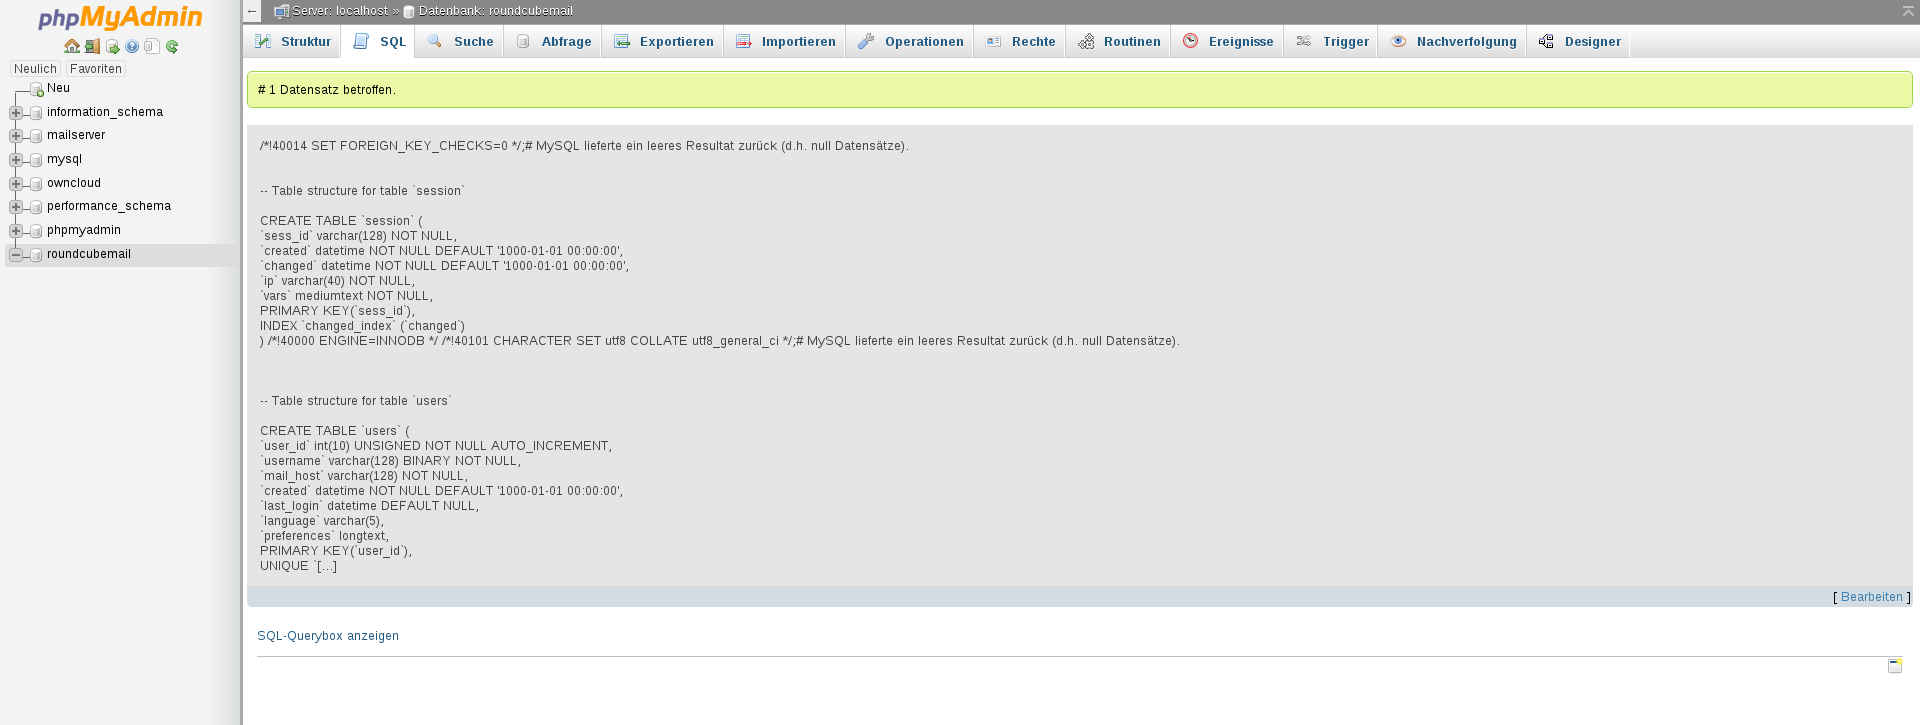 phpMyAdmin
Neulich Favoriten
Neu
information_schema
mailserver
mysql
owncloud
performance_schema
phpmyadmin
roundcubemail
← Server: localhost » Datenbank: roundcubemail
Struktur SQL Suche Abfrage Exportieren Importieren Operationen Rechte Routinen Ereignisse Trigger Nachverfolgung Designer
# 1 Datensatz betroffen.
/*!40014 SET FOREIGN_KEY_CHECKS=0 */;# MySQL lieferte ein leeres Resultat zurück (d.h. null Datensätze).
-- Table structure for table `session`
CREATE TABLE `session` (
`sess_id` varchar(128) NOT NULL,
`created` datetime NOT NULL DEFAULT '1000-01-01 00:00:00',
`changed` datetime NOT NULL DEFAULT '1000-01-01 00:00:00',
`ip` varchar(40) NOT NULL,
`vars` mediumtext NOT NULL,
PRIMARY KEY(`sess_id`),
INDEX `changed_index` (`changed`)
) /*!40000 ENGINE=INNODB */ /*!40101 CHARACTER SET utf8 COLLATE utf8_general_ci */;# MySQL lieferte ein leeres Resultat zurück (d.h. null Datensätze).
-- Table structure for table `users`
CREATE TABLE `users` (
`user_id` int(10) UNSIGNED NOT NULL AUTO_INCREMENT,
`username` varchar(128) BINARY NOT NULL,
`mail_host` varchar(128) NOT NULL,
`created` datetime NOT NULL DEFAULT '1000-01-01 00:00:00',
`last_login` datetime DEFAULT NULL,
`language` varchar(5),
`preferences` longtext,
PRIMARY KEY(`user_id`),
UNIQUE `[...]
[ Bearbeiten ]
SQL-Querybox anzeigen